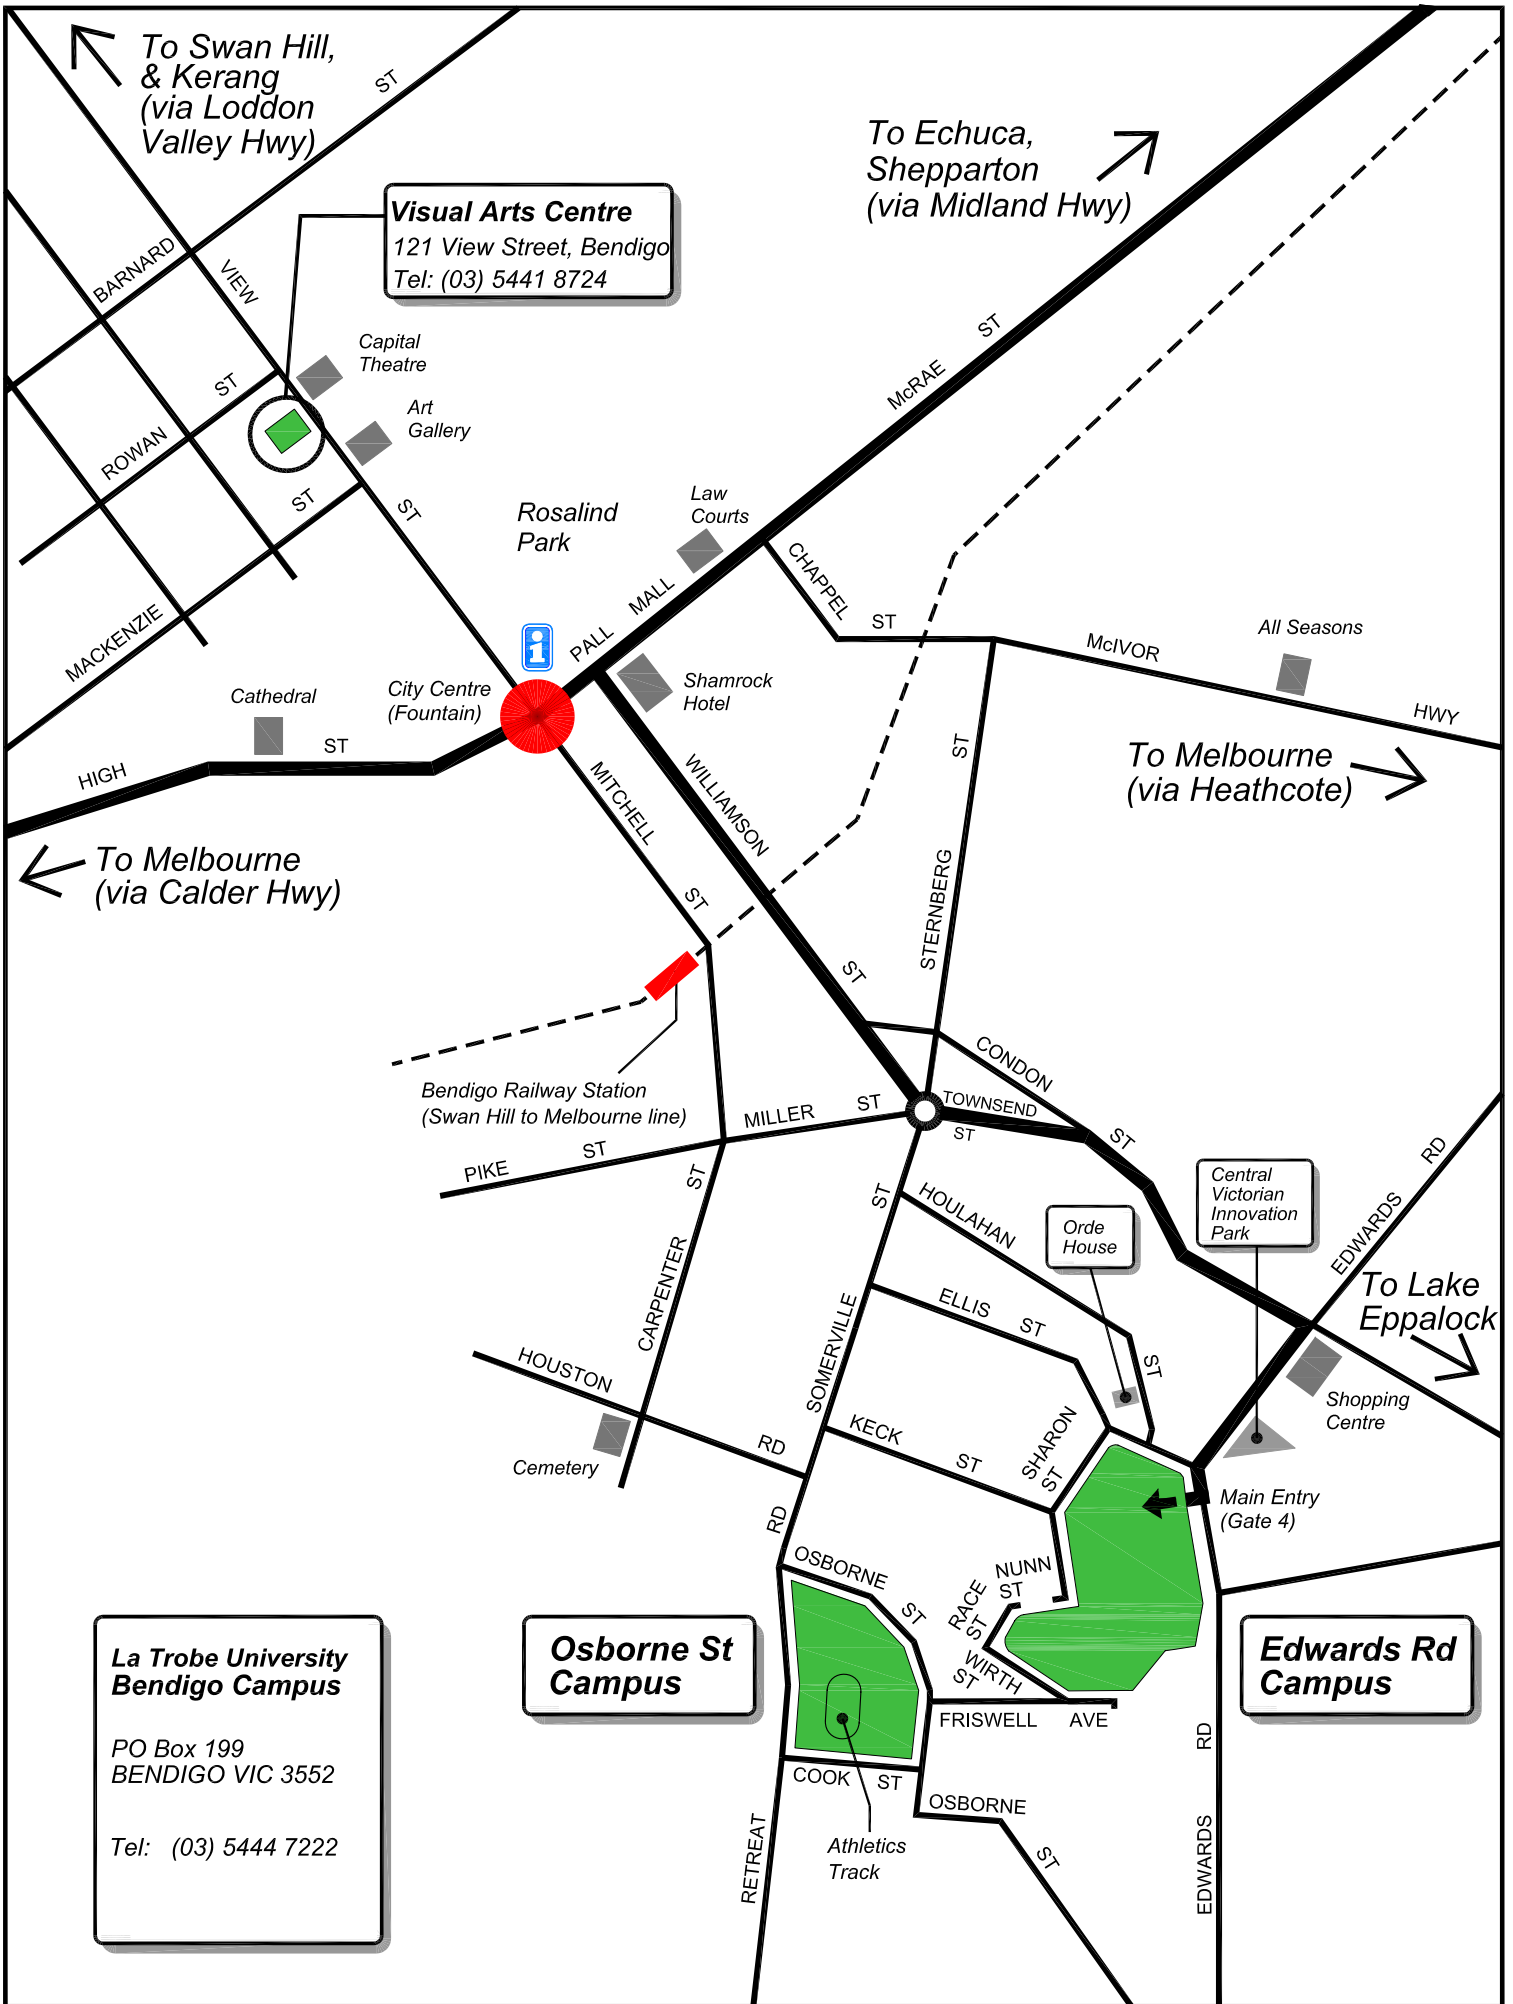 To Swan Hill,
& Kerang
(via Loddon
Valley Hwy)
ST
To Echuca,
Shepparton
(via Midland Hwy)
Visual Arts Centre
121 View Street, Bendigo
Tel: (03) 5441 8724
BARNARD
VIEW
Capital
Theatre
ST
McRAE
ST
Art
Gallery
ROWAN
ST
ST
Rosalind
Park
Law
Courts
CHAPPEL
ST
MALL
PALL
MACKENZIE
McIVOR
All Seasons
HWY
i
Cathedral
City Centre
(Fountain)
Shamrock
Hotel
HIGH
ST
MITCHELL
ST
WILLIAMSON
ST
ST
STERNBERG
To Melbourne
(via Heathcote)
To Melbourne
(via Calder Hwy)
Bendigo Railway Station
(Swan Hill to Melbourne line)
CONDON
ST
TOWNSEND
ST
MILLER
ST
PIKE
ST
ST
CARPENTER
ST
HOULAHAN
ST
Orde
House
Central
Victorian
Innovation
Park
RD
EDWARDS
To Lake
Eppalock
ELLIS
ST
SOMERVILLE
RD
HOUSTON
RD
Cemetery
KECK
ST
SHARON
ST
Shopping
Centre
Main Entry
(Gate 4)
OSBORNE
ST
NUNN
ST
RACE
ST
WIRTH
ST
FRISWELL
AVE
Osborne St
Campus
Edwards Rd
Campus
La Trobe University
Bendigo Campus
PO Box 199
BENDIGO VIC 3552
Tel: (03) 5444 7222
COOK
ST
OSBORNE
ST
Athletics
Track
RETREAT
RD
EDWARDS